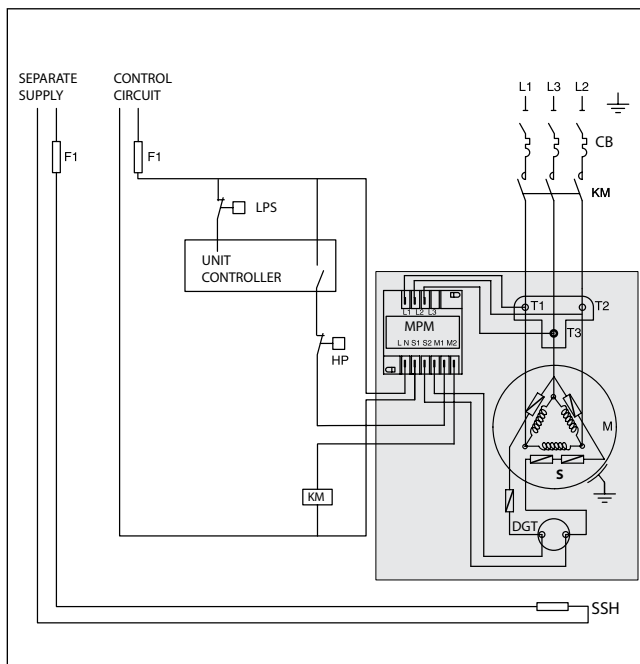 SEPARATE
SUPPLY
CONTROL
CIRCUIT
L1 L3 L2
F1
F1
CB
KM
LPS
UNIT
CONTROLLER
HP
KM
L1 L2 L3
MPM
L N S1 S2 M1 M2
T1
T2
T3
M
S
DGT
SSH